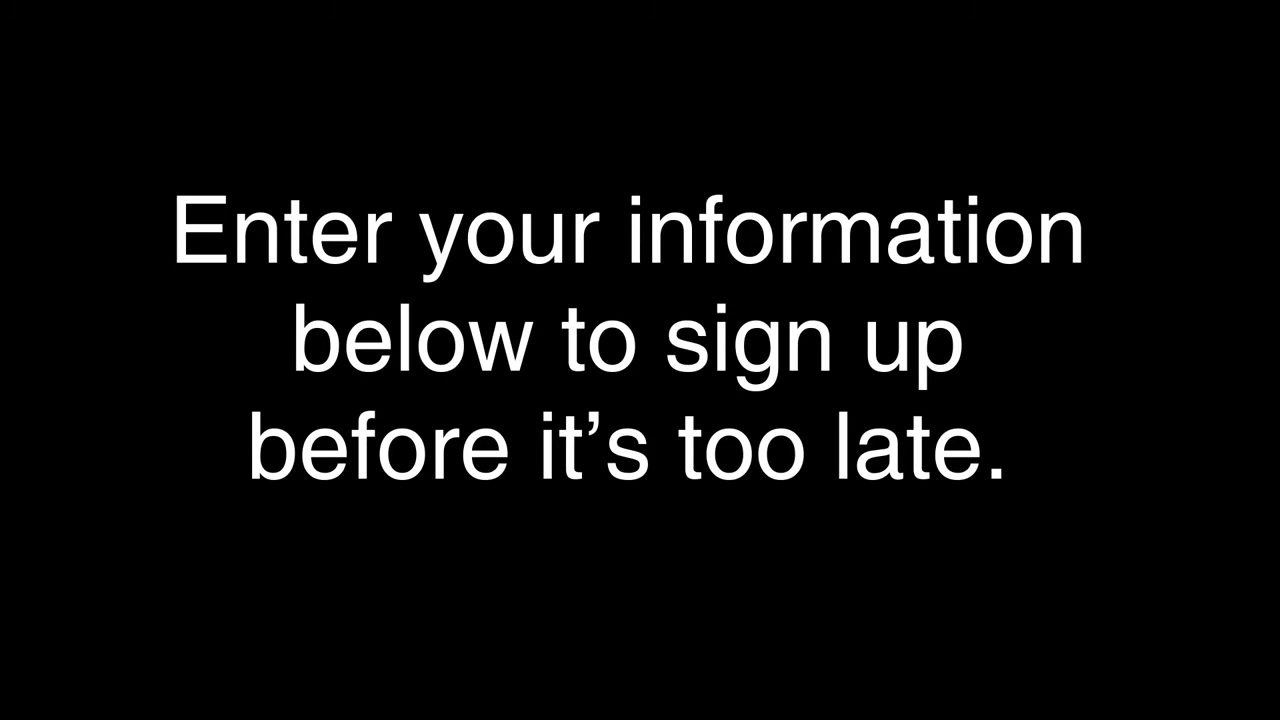 Enter your information
below to sign up
before it’s too late.